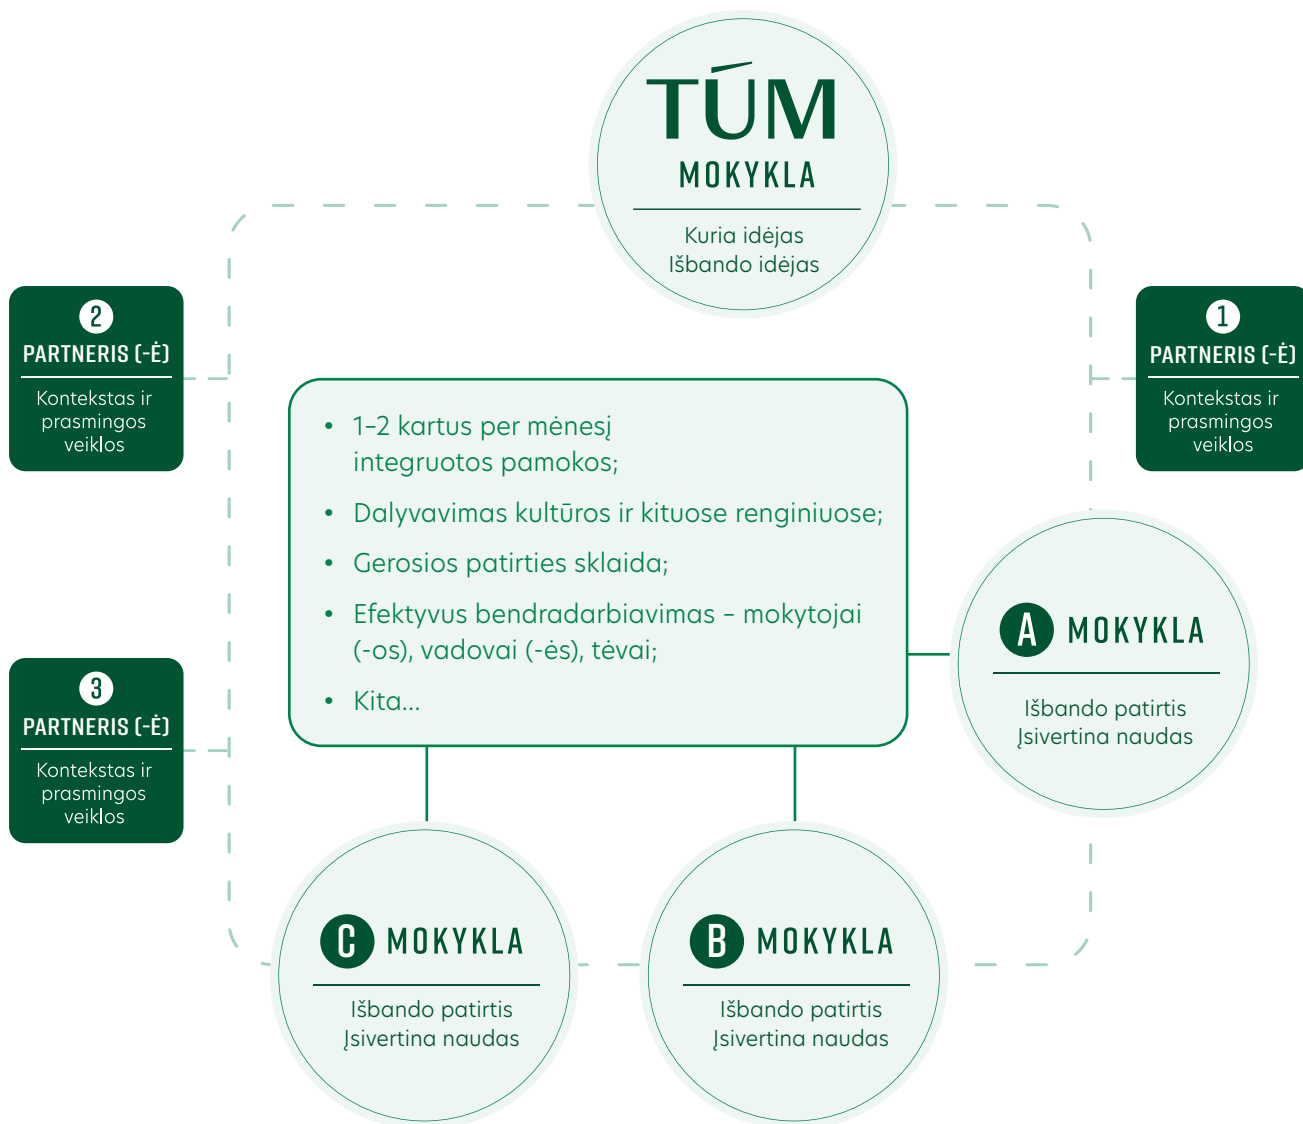 TŪM
MOKYKLA
Kuria idėjas
Išbando idėjas
2
PARTNERIS (-Ė)
Kontekstas ir
prasmingos
veiklos
1
PARTNERIS (-Ė)
Kontekstas ir
prasmingos
veiklos
• 1–2 kartus per mėnesį
integruotos pamokos;
• Dalyvavimas kultūros ir kituose renginiuose;
• Gerosios patirties sklaida;
• Efektyvus bendradarbiavimas – mokytojai
(-os), vadovai (-ės), tėvai;
• Kita...
A MOKYKLA
Išbando patirtis
Įsivertina naudas
3
PARTNERIS (-Ė)
Kontekstas ir
prasmingos
veiklos
C MOKYKLA
Išbando patirtis
Įsivertina naudas
B MOKYKLA
Išbando patirtis
Įsivertina naudas